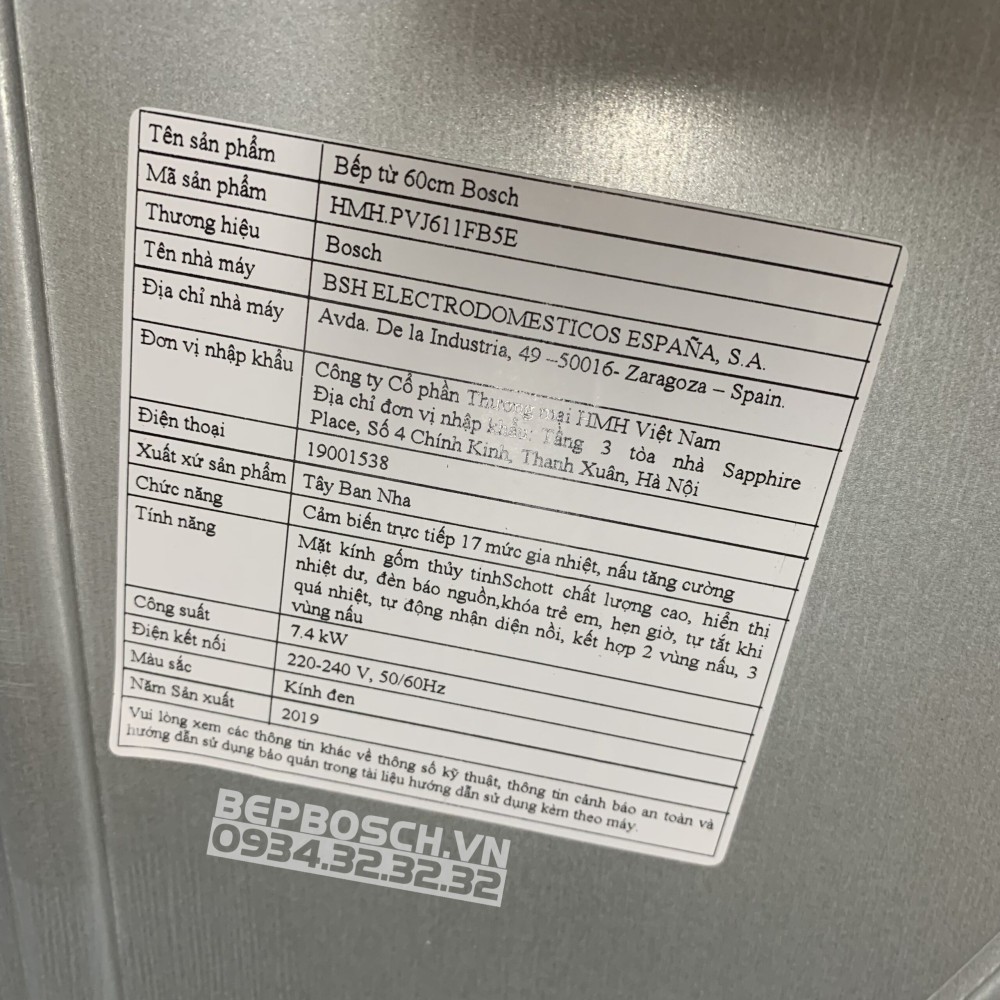 Tên sản phẩm Bếp từ 60cm Bosch
Mã sản phẩm HMH.PVJ611FB5E
Thương hiệu Bosch
Tên nhà máy BSH ELECTRODOMESTICOS ESPAÑA, S.A.
Địa chỉ nhà máy Avda. De la Industria, 49 –50016- Zaragoza – Spain.
Đơn vị nhập khẩu Công ty Cổ phần Thương mại HMH Việt Nam
Địa chỉ đơn vị nhập khẩu: Tầng 3 tòa nhà Sapphire
Place, Số 4 Chính Kinh, Thanh Xuân, Hà Nội
Điện thoại 19001538
Xuất xứ sản phẩm Tây Ban Nha
Chức năng Cảm biến trực tiếp 17 mức gia nhiệt, nấu tăng cường
Tính năng Mặt kính gốm thủy tinhSchott chất lượng cao, hiển thị
nhiệt dư, đèn báo nguồn,khóa trẻ em, hẹn giờ, tự tắt khi
quá nhiệt, tự động nhận diện nồi, kết hợp 2 vùng nấu, 3
vùng nấu
Công suất 7.4 kW
Điện kết nối 220-240 V, 50/60Hz
Màu sắc Kính đen
Năm Sản xuất 2019
Vui lòng xem các thông tin khác về thông số kỹ thuật, thông tin cảnh báo an toàn và
hướng dẫn sử dụng bảo quản trong tài liệu hướng dẫn sử dụng kèm theo máy.
BẾPBOSCH.VN
0934.32.32.32